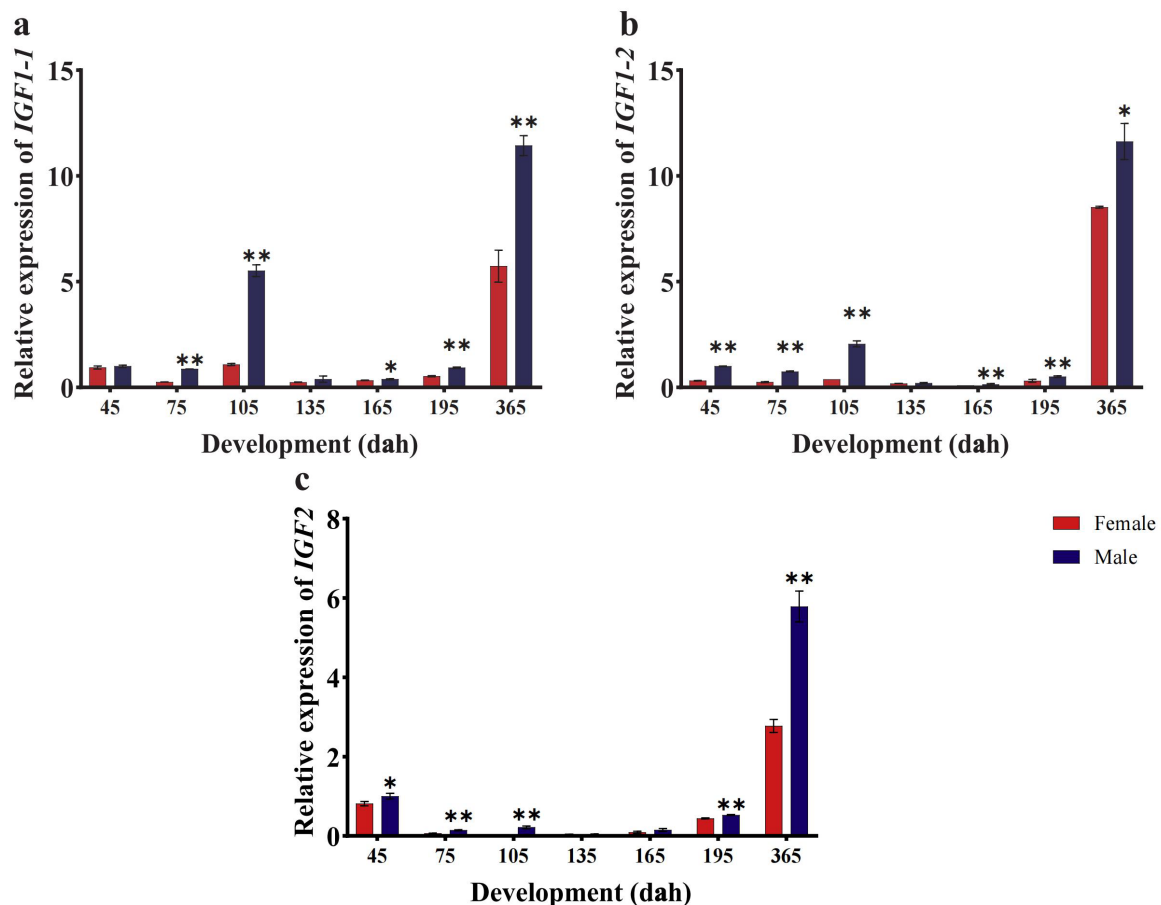 a
Relative expression of IGF1-1
15
10
5
0
** ** * ** **
45 75 105 135 165 195 365
Development (dah)
b
Relative expression of IGF1-2
15
10
5
0
** ** ** ** ** *
45 75 105 135 165 195 365
Development (dah)
c
Relative expression of IGF2
8
6
4
2
0
* ** ** ** **
45 75 105 135 165 195 365
Development (dah)
Female
Male